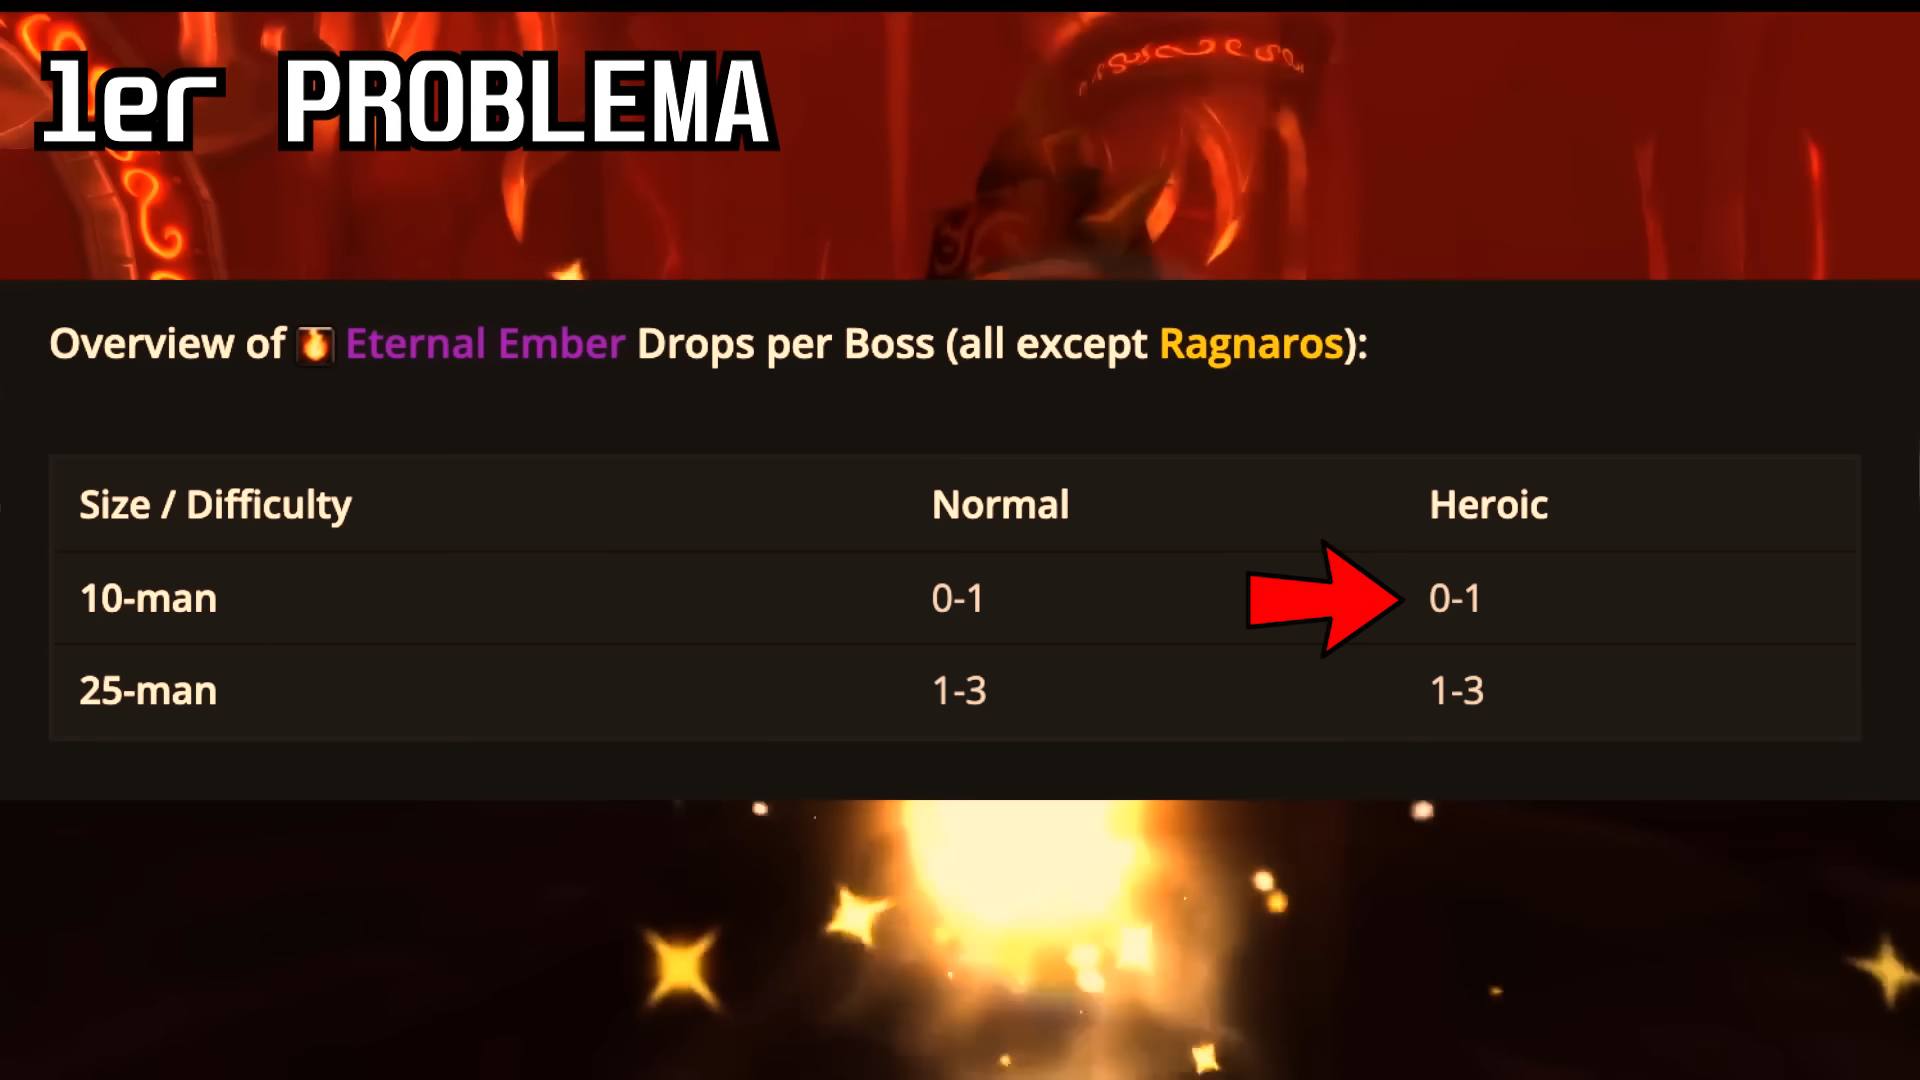 1er PROBLEMA
Overview of Eternal Ember Drops per Boss (all except Ragnaros):
Size / Difficulty Normal Heroic
10-man 0-1 0-1
25-man 1-3 1-3